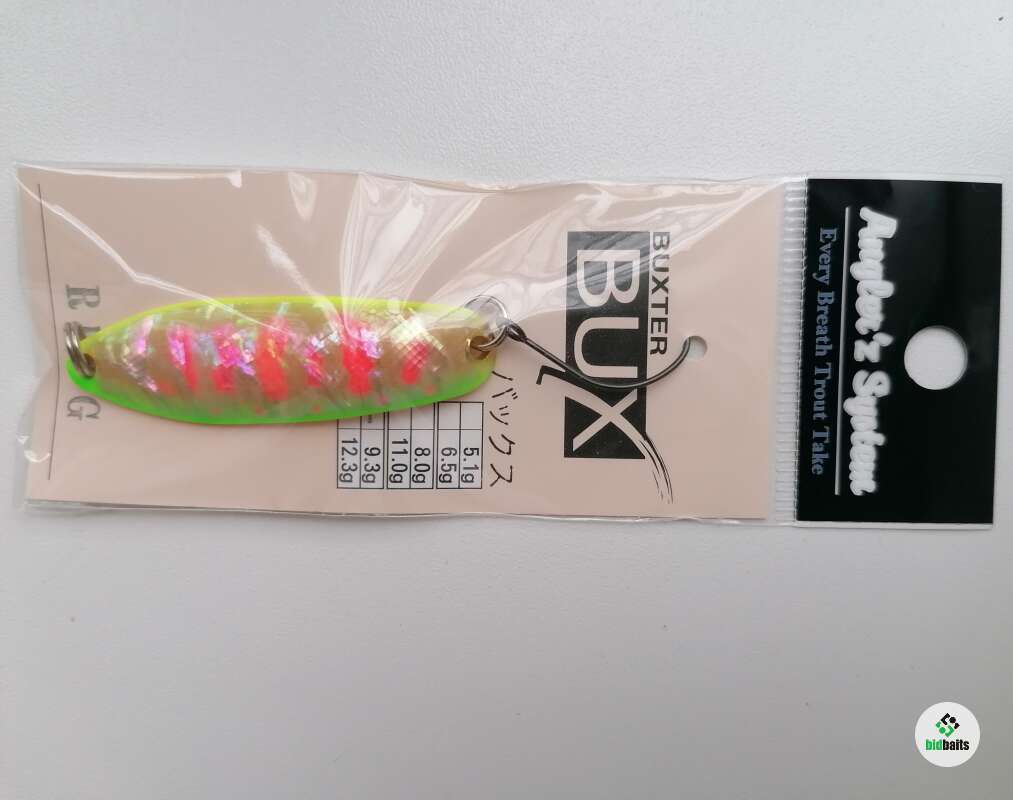 Angler'z System
Every Breath Trout Take
BUXTER
BUX
バックス
5.1g
6.5g
8.0g
11.0g
9.3g
12.3g
bidbaits